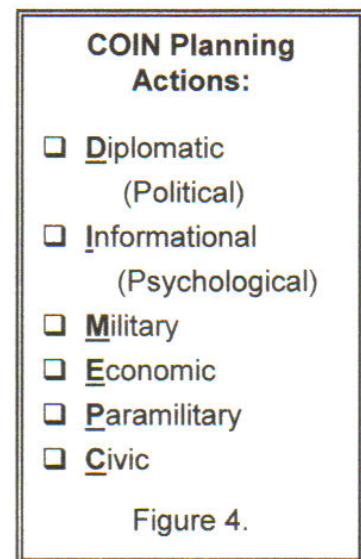 COIN Planning
Actions:
❑ Diplomatic
(Political)
❑ Informational
(Psychological)
❑ Military
❑ Economic
❑ Paramilitary
❑ Civic
Figure 4.